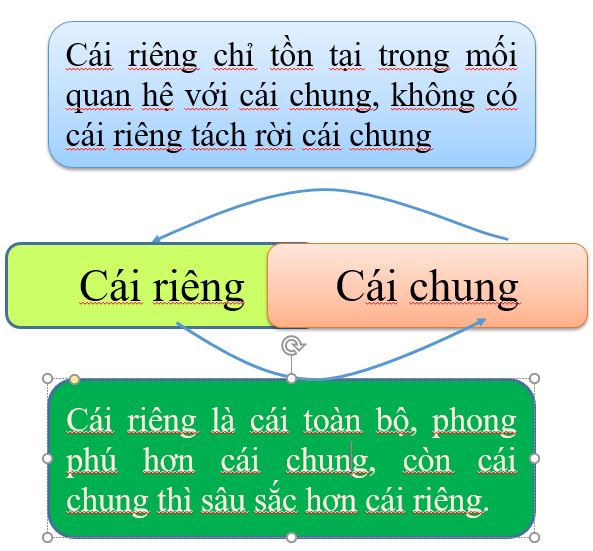 Cái riêng chỉ tồn tại trong mối
quan hệ với cái chung, không có
cái riêng tách rời cái chung
Cái riêng
Cái chung
Cái riêng là cái toàn bộ, phong
phú hơn cái chung, còn cái
chung thì sâu sắc hơn cái riêng.